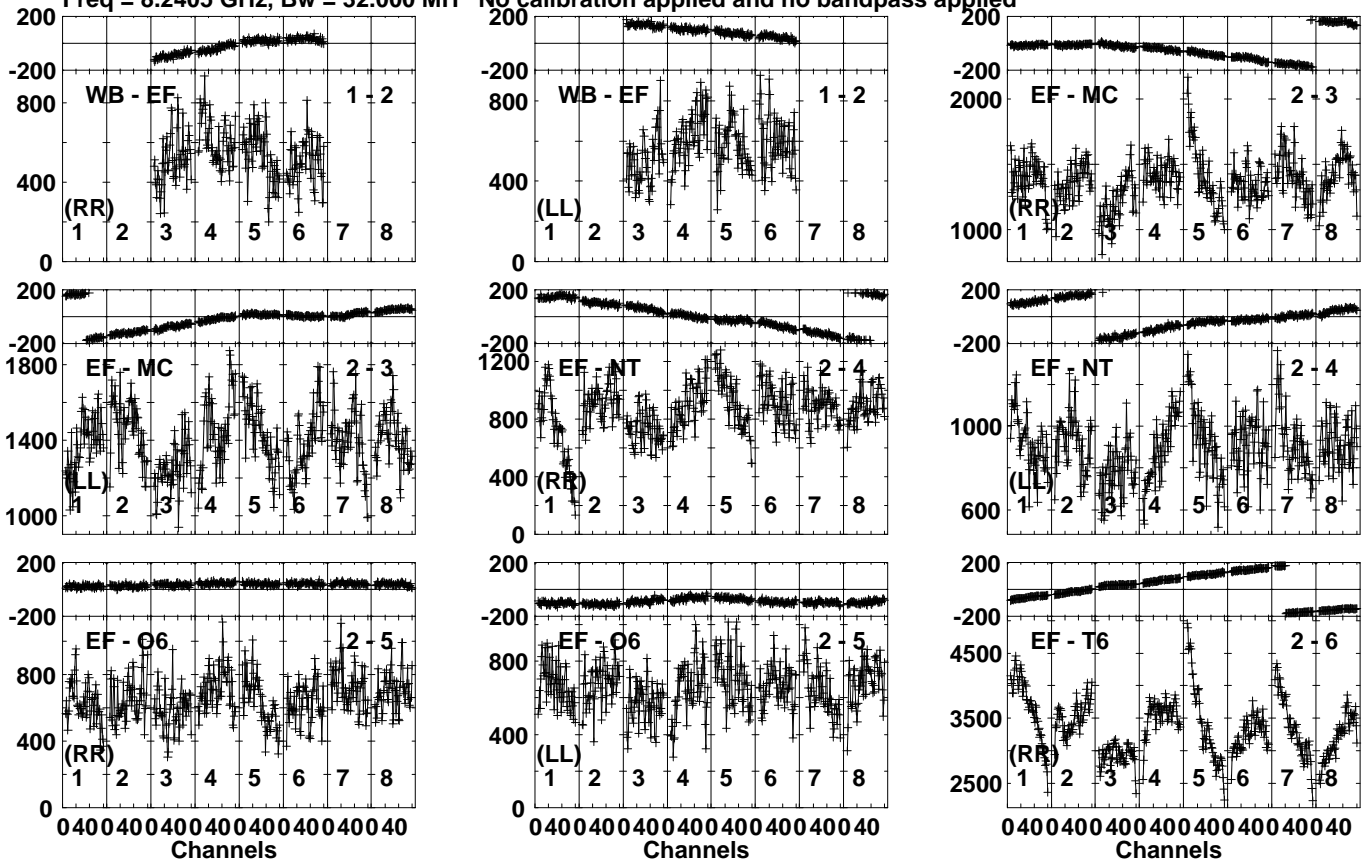 Freq = 8.2405 GHz, Bw = 32.000 MH No calibration applied and no bandpass applied
200
-200
WB - EF 1 - 2
800
400
0
(RR)
1 2 3 4 5 6 7 8
200
-200
WB - EF 1 - 2
800
400
0
(LL)
1 2 3 4 5 6 7 8
200
-200
EF - MC 2 - 3
2000
1000
(RR)
1 2 3 4 5 6 7 8
200
-200
EF - MC 2 - 3
1800
1400
1000
(LL)
1 2 3 4 5 6 7 8
200
-200
EF - NT 2 - 4
1200
800
400
0
(RR)
1 2 3 4 5 6 7 8
200
-200
EF - NT 2 - 4
1000
600
(LL)
1 2 3 4 5 6 7 8
200
-200
EF - O6 2 - 5
800
400
0
(RR)
1 2 3 4 5 6 7 8
0 40 0 40 0 40 0 40 0 40 0 40 0 40 0 40
Channels
200
-200
EF - O6 2 - 5
800
400
0
(LL)
1 2 3 4 5 6 7 8
0 40 0 40 0 40 0 40 0 40 0 40 0 40 0 40
Channels
200
-200
EF - T6 2 - 6
4500
3500
2500
(RR)
1 2 3 4 5 6 7 8
0 40 0 40 0 40 0 40 0 40 0 40 0 40 0 40
Channels